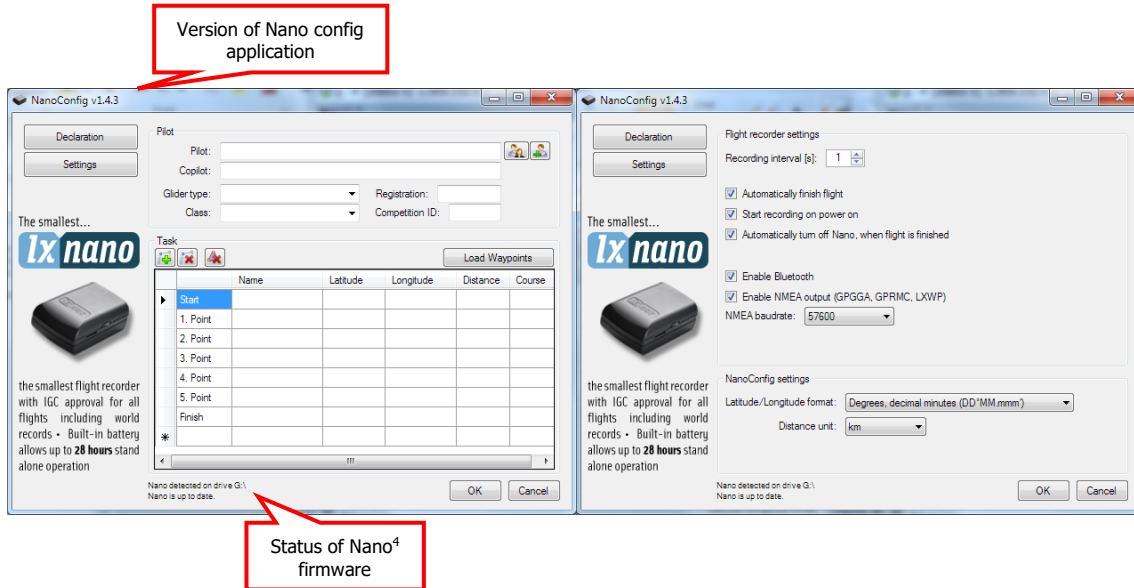 Version of Nano config
application
NanoConfig v1.4.3
Declaration
Settings
The smallest...
lx nano
the smallest flight recorder
with IGC approval for all
flights including world
records • Built-in battery
allows up to 28 hours stand
alone operation
Pilot
Pilot:
Copilot:
Glider type: Registration:
Class: Competition ID:
Task
Load Waypoints
Name Latitude Longitude Distance Course
Start
1. Point
2. Point
3. Point
4. Point
5. Point
Finish
Nano detected on drive G:\
Nano is up to date.
OK Cancel
Status of Nano⁴
firmware
NanoConfig v1.4.3
Declaration
Settings
The smallest...
lx nano
the smallest flight recorder
with IGC approval for all
flights including world
records • Built-in battery
allows up to 28 hours stand
alone operation
Flight recorder settings
Recording interval [s]: 1
Automatically finish flight
Start recording on power on
Automatically turn off Nano, when flight is finished
Enable Bluetooth
Enable NMEA output (GPGGA, GPRMC, LXWP)
NMEA baudrate: 57600
NanoConfig settings
Latitude/Longitude format: Degrees, decimal minutes (DD°MM.mmm')
Distance unit: km
Nano detected on drive G:\
Nano is up to date.
OK Cancel